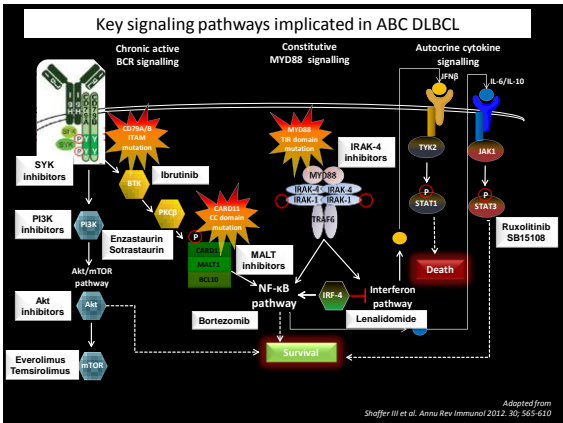 Key signaling pathways implicated in ABC DLBCL
Chronic active
BCR signalling
Constitutive
MYD88 signalling
Autocrine cytokine
signalling
IFNβ
IL-6/IL-10
CD79A/B
ITAM
mutation
MYD88
TIR domain
mutation
SFK
SYK
P
P
SYK
inhibitors
BTK
Ibrutinib
IRAK-4
inhibitors
MYD88
IRAK-4
IRAK-4
IRAK-1
IRAK-1
TRAF6
TYK2
JAK1
P
STAT1
P
STAT3
PKCβ
CARD11
CC domain
mutation
PI3K
inhibitors
PI3K
Enzastaurin
Sotrastaurin
P
CARD11
MALT1
BCL10
MALT
inhibitors
Ruxolitinib
SB15108
Death
Akt/mTOR
pathway
NF-κB
pathway
IRF-4
Interferon
pathway
Akt
inhibitors
Akt
Bortezomib
Lenalidomide
Survival
Everolimus
Temsirolimus
mTOR
Adapted from
Shaffer III et al. Annu Rev Immunol 2012. 30; 565-610